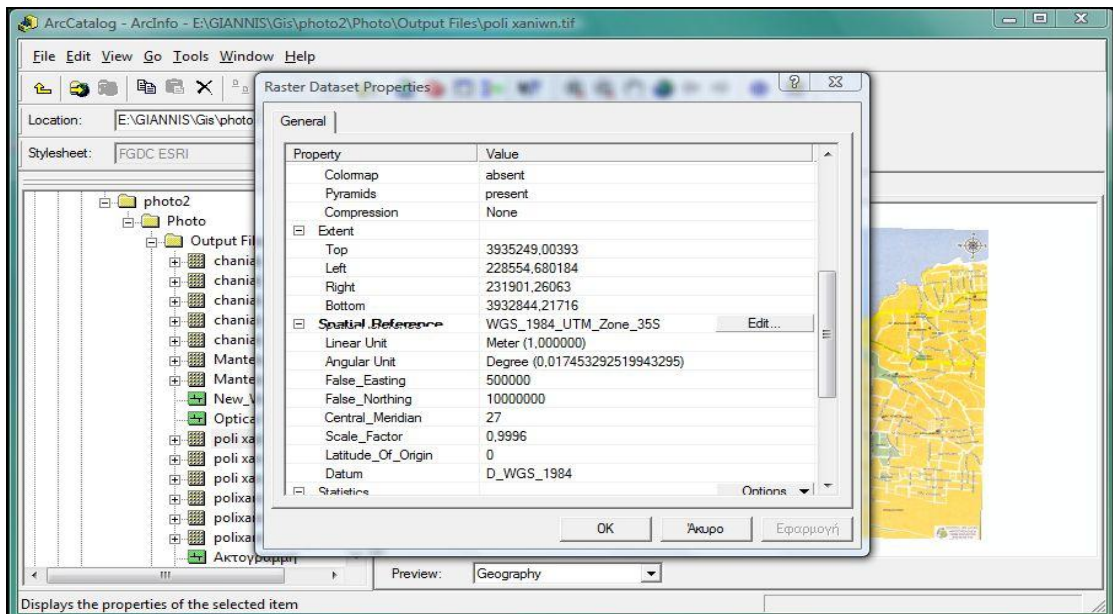 ArcCatalog - ArcInfo - E:\GIANNIS\Gis\photo2\Photo\Output Files\poli xaniwn.tif
File Edit View Go Tools Window Help
Location: E:\GIANNIS\Gis\photo
Stylesheet: FGDC ESRI
photo2
Photo
Output Fil
chania
chania
chania
chania
chania
Mante
Mante
New_V
Optica
poli xa
poli xa
poli xa
polixa
polixa
polixa
Ακτογραμμή
Raster Dataset Properties
General
Property Value
Colormap absent
Pyramids present
Compression None
Extent
Top 3935249,00393
Left 228554,680184
Right 231901,26063
Bottom 3932844,21716
Spatial Reference WGS_1984_UTM_Zone_35S Edit...
Linear Unit Meter (1,000000)
Angular Unit Degree (0,017453292519943295)
False_Easting 500000
False_Northing 10000000
Central_Meridian 27
Scale_Factor 0,9996
Latitude_Of_Origin 0
Datum D_WGS_1984
Statistics Options
OK Άκυρο Εφαρμογή
Preview: Geography
Displays the properties of the selected item